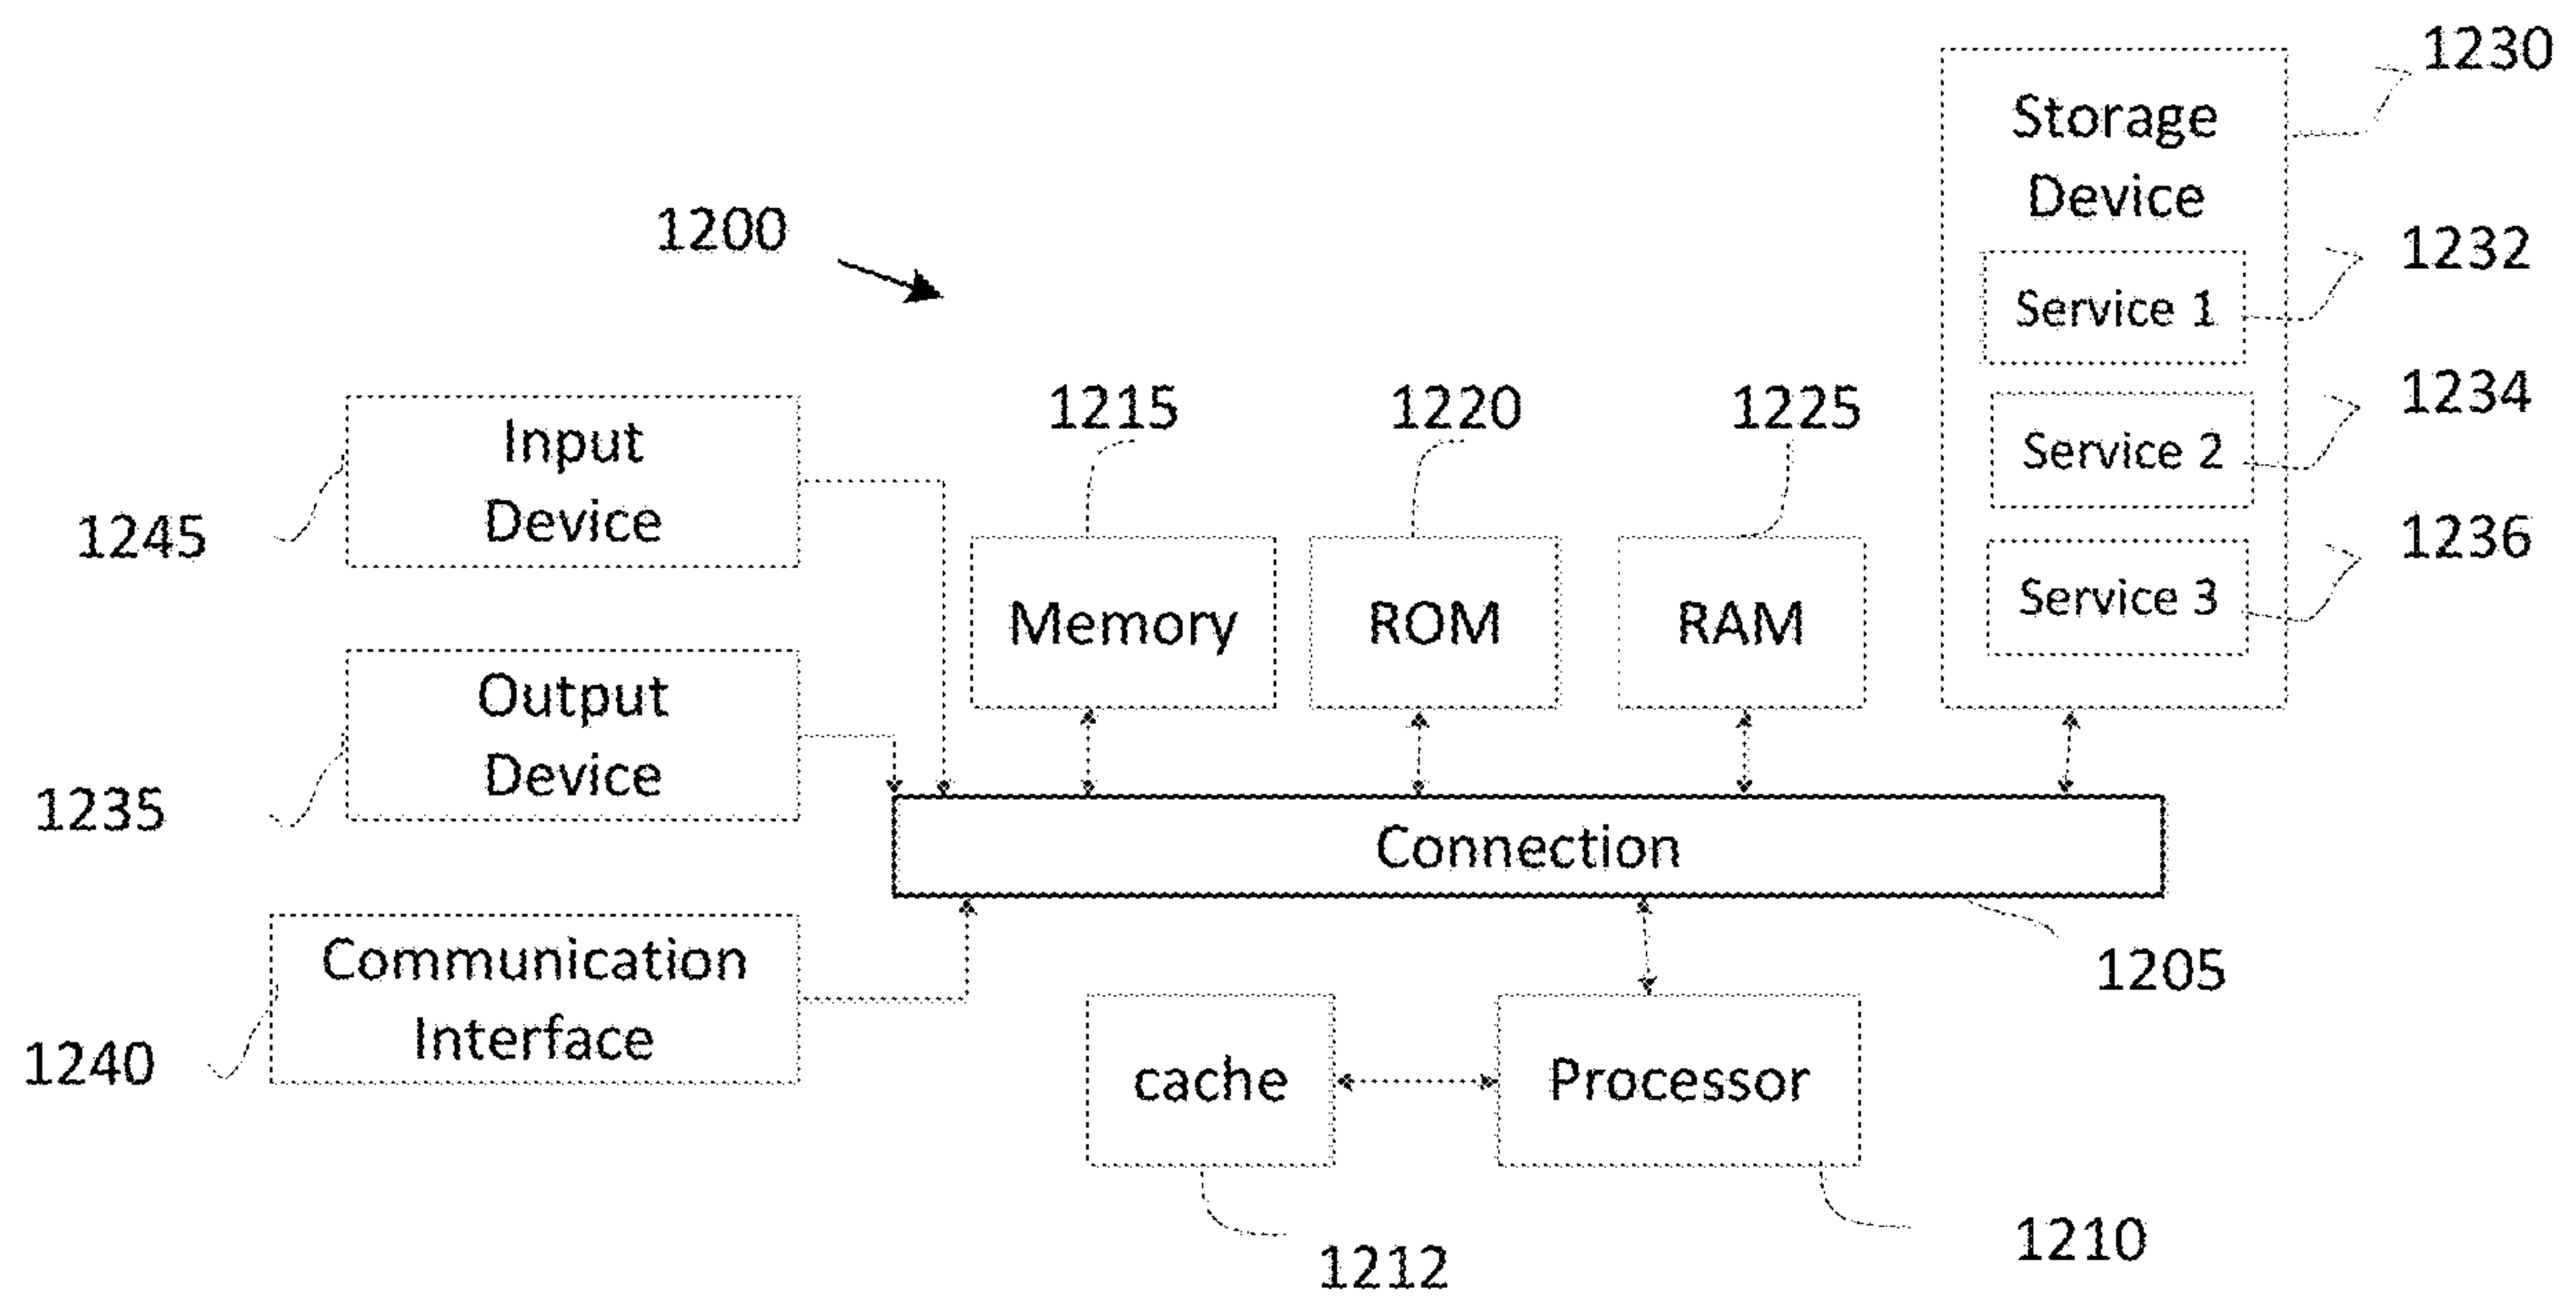 1230
Storage
Device
1200
1232
Service 1
1215
1220
1225
1234
Input
Device
Service 2
1245
1236
Memory
ROM
RAM
Service 3
Output
Device
1235
Connection
Communication
Interface
1205
1240
cache
Processor
1210
1212